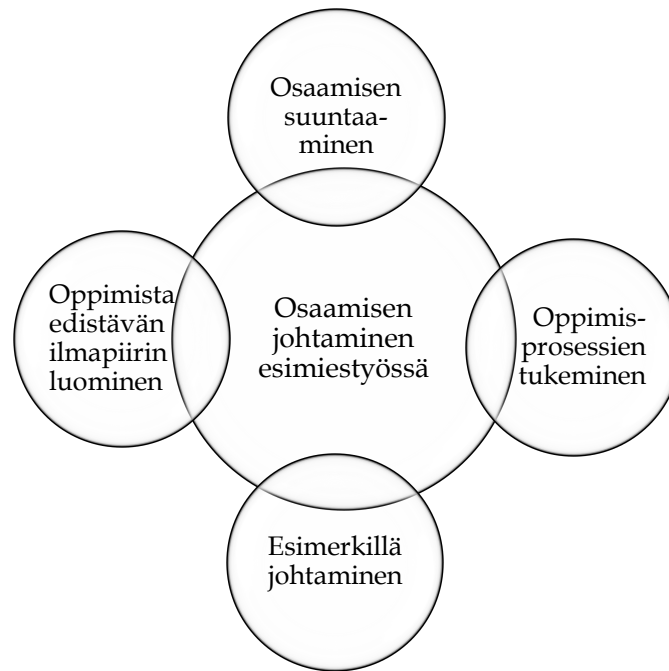 Osaamisen
suuntaa-
minen
Oppimista
edistävän
ilmapiirin
luominen
Osaamisen
johtaminen
esimiestyössä
Oppimis-
prosessien
tukeminen
Esimerkillä
johtaminen